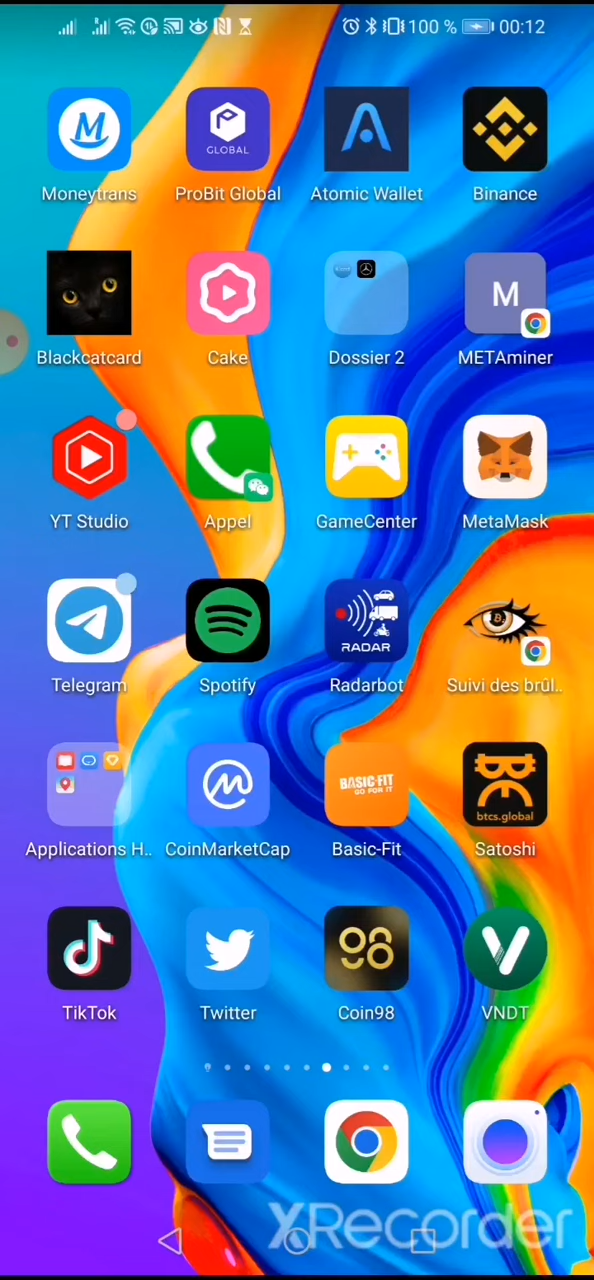 100 % 00:12
M GLOBAL
Moneytrans ProBit Global Atomic Wallet Binance
M
Blackcatcard Cake Dossier 2 METAminer
YT Studio Appel GameCenter MetaMask
RADAR
Telegram Spotify Radarbot Suivi des brûl..
BASIC-FIT
GO FOR IT
btcs.global
Applications H.. CoinMarketCap Basic-Fit Satoshi
98
TikTok Twitter Coin98 VNDT
XRecorder